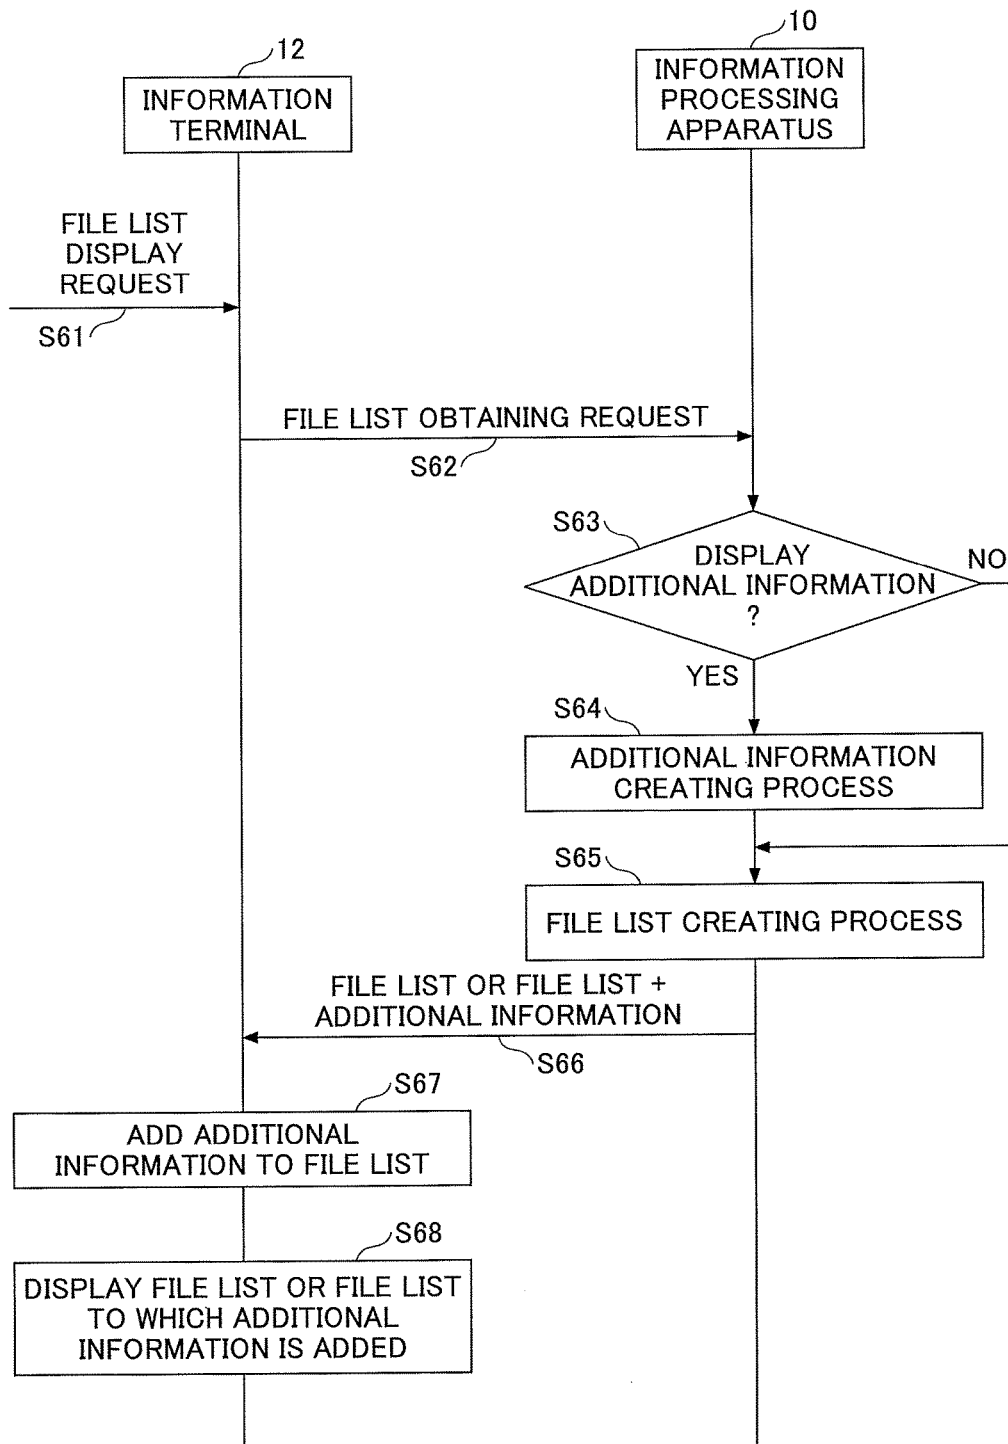 12
INFORMATION
TERMINAL
10
INFORMATION
PROCESSING
APPARATUS
FILE LIST
DISPLAY
REQUEST
S61
FILE LIST OBTAINING REQUEST
S62
S63
DISPLAY
ADDITIONAL INFORMATION
?
NO
YES
S64
ADDITIONAL INFORMATION
CREATING PROCESS
S65
FILE LIST CREATING PROCESS
FILE LIST OR FILE LIST +
ADDITIONAL INFORMATION
S66
S67
ADD ADDITIONAL
INFORMATION TO FILE LIST
S68
DISPLAY FILE LIST OR FILE LIST
TO WHICH ADDITIONAL
INFORMATION IS ADDED